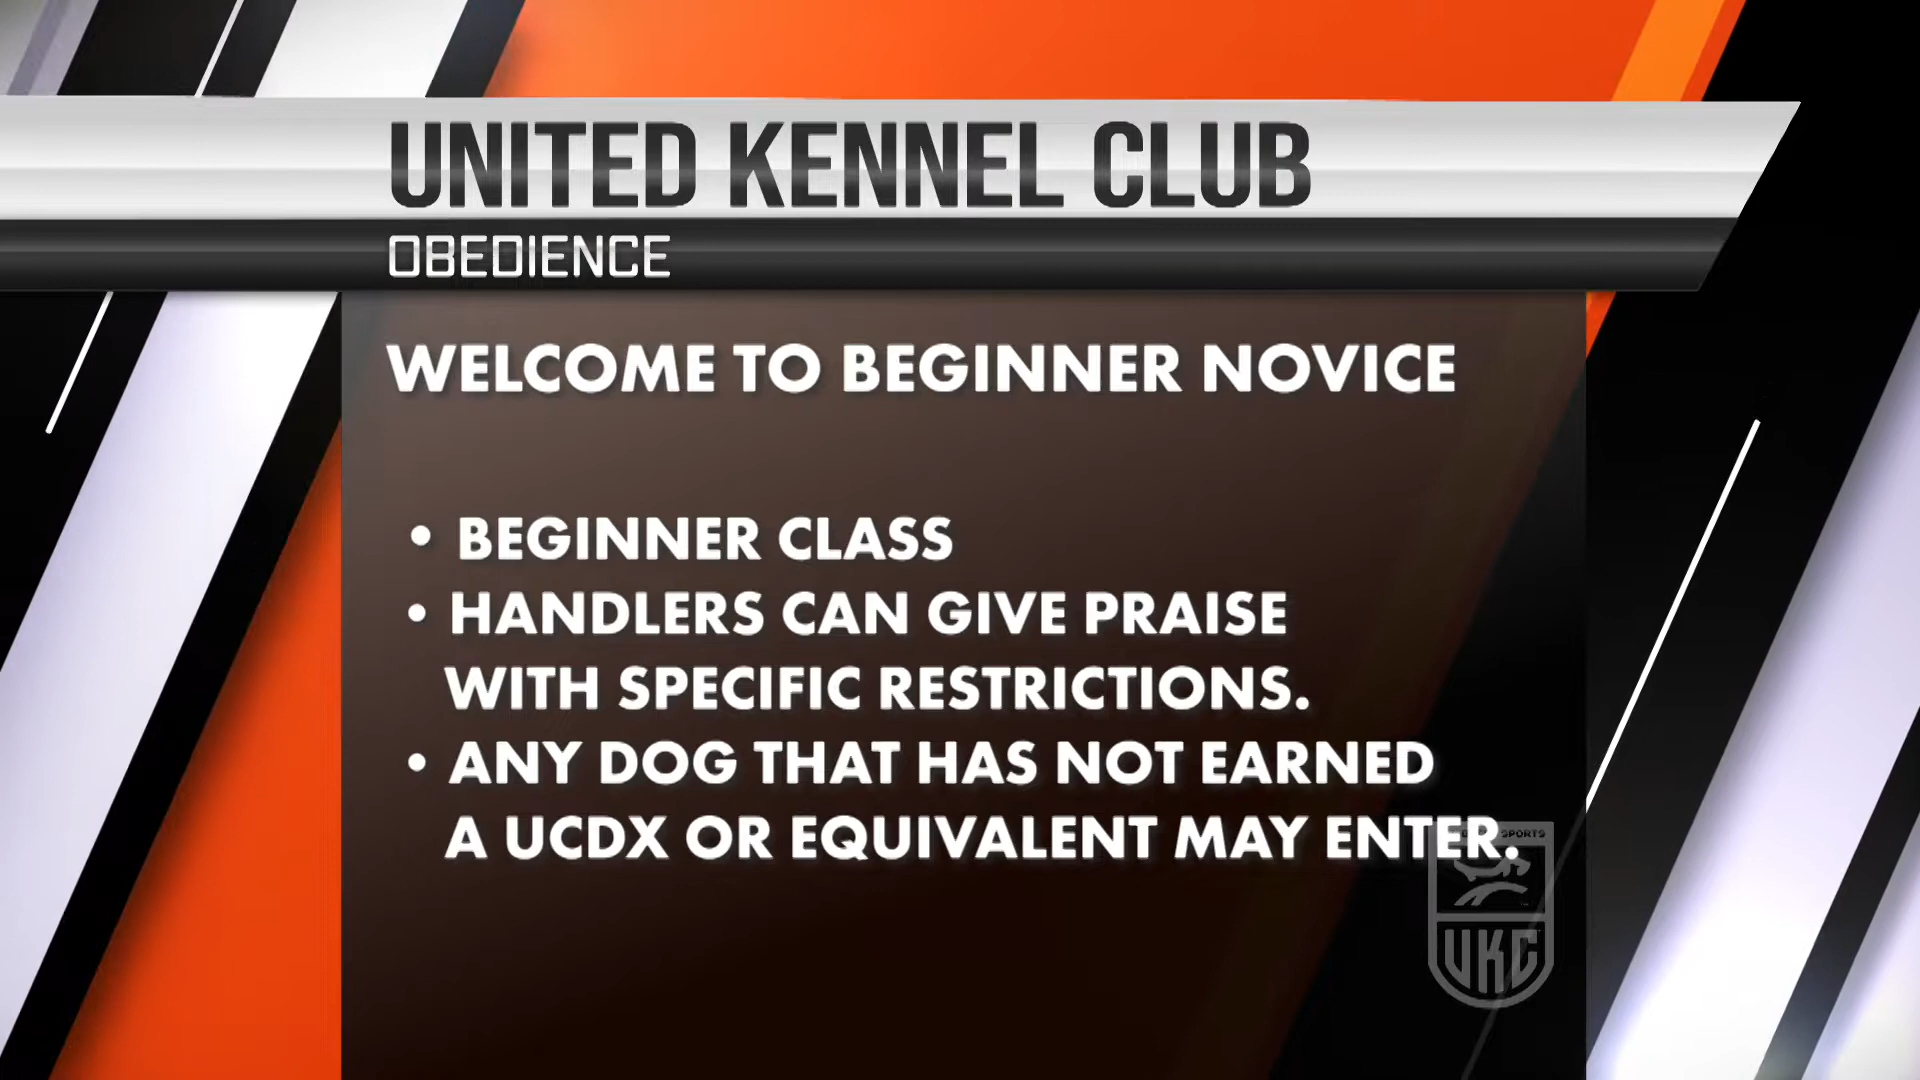 UNITED KENNEL CLUB
OBEDIENCE
WELCOME TO BEGINNER NOVICE
• BEGINNER CLASS
• HANDLERS CAN GIVE PRAISE
WITH SPECIFIC RESTRICTIONS.
• ANY DOG THAT HAS NOT EARNED
A UCDX OR EQUIVALENT MAY ENTER.
SPORTS
UKC